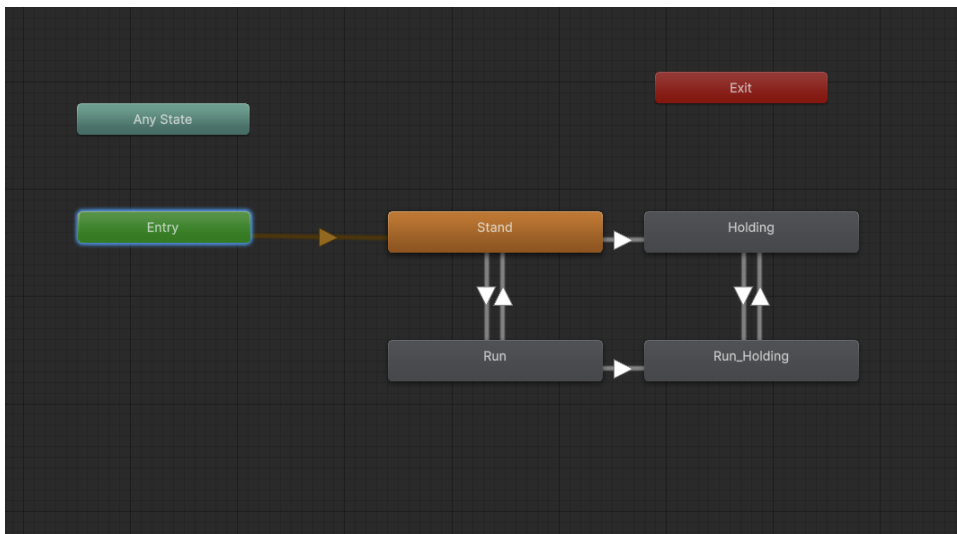 Exit
Any State
Entry
Stand
Holding
Run
Run_Holding